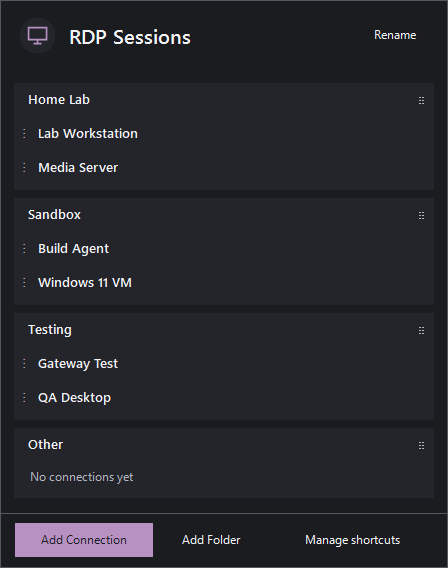 RDP Sessions
Rename
Home Lab
Lab Workstation
Media Server
Sandbox
Build Agent
Windows 11 VM
Testing
Gateway Test
QA Desktop
Other
No connections yet
Add Connection
Add Folder
Manage shortcuts